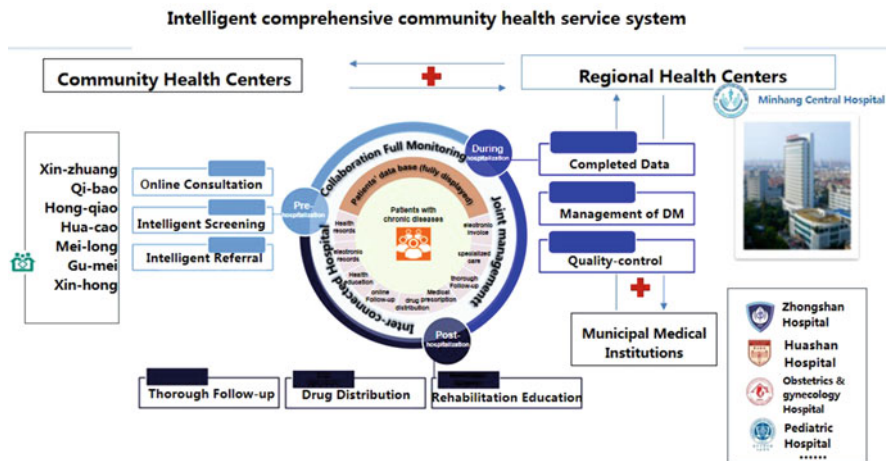 Intelligent comprehensive community health service system
Community Health Centers
Regional Health Centers
Minhang Central Hospital
Xin-zhuang
Qi-bao
Hong-qiao
Hua-cao
Mei-long
Gu-mei
Xin-hong
Online Consultation
Intelligent Screening
Intelligent Referral
Pre-
hospitalization
During
hospitalization
Post-
hospitalization
Collaboration Full Monitoring
Joint managementt
Inter-connected Hospital
Patients' data base (fully displayed)
Patients with
chronic diseases
Health
records
electronic
records
Health
education
online
Follow-up
drug
distribution
Medical
prescription
thorough
Follow-up
specialized
care
electronic
invoice
Completed Data
Management of DM
Quality-control
Municipal Medical
Institutions
Thorough Follow-up
Drug Distribution
Rehabilitation Education
Zhongshan
Hospital
Huashan
Hospital
Obstetrics &
gynecology
Hospital
Pediatric
Hospital
······